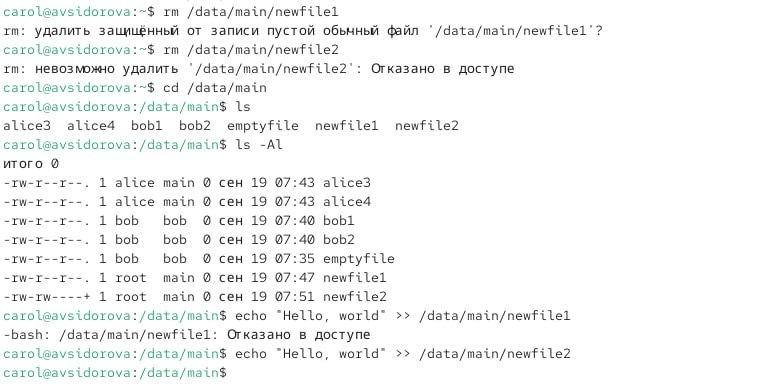 carol@avsidorova:~$ rm /data/main/newfile1
rm: удалить защищённый от записи пустой обычный файл '/data/main/newfile1'?
carol@avsidorova:~$ rm /data/main/newfile2
rm: невозможно удалить '/data/main/newfile2': Отказано в доступе
carol@avsidorova:~$ cd /data/main
carol@avsidorova:/data/main$ ls
alice3  alice4  bob1  bob2  emptyfile  newfile1  newfile2
carol@avsidorova:/data/main$ ls -Al
итого 0
-rw-r--r--. 1 alice main 0 сен 19 07:43 alice3
-rw-r--r--. 1 alice main 0 сен 19 07:43 alice4
-rw-r--r--. 1 bob   bob  0 сен 19 07:40 bob1
-rw-r--r--. 1 bob   bob  0 сен 19 07:40 bob2
-rw-r--r--. 1 bob   bob  0 сен 19 07:35 emptyfile
-rw-r--r--. 1 root  main 0 сен 19 07:47 newfile1
-rw-rw----+ 1 root  main 0 сен 19 07:51 newfile2
carol@avsidorova:/data/main$ echo "Hello, world" >> /data/main/newfile1
-bash: /data/main/newfile1: Отказано в доступе
carol@avsidorova:/data/main$ echo "Hello, world" >> /data/main/newfile2
carol@avsidorova:/data/main$